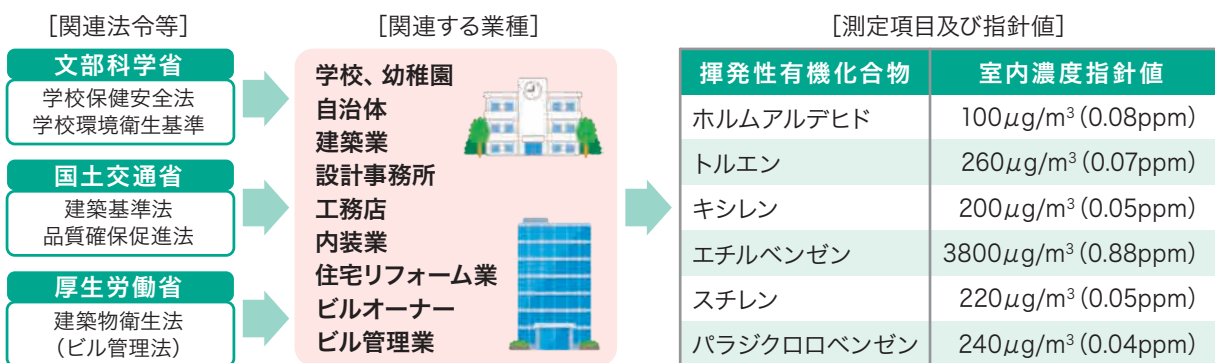 [関連法令等]
文部科学省
学校保健安全法
学校環境衛生基準
国土交通省
建築基準法
品質確保促進法
厚生労働省
建築物衛生法
(ビル管理法)
[関連する業種]
学校、幼稚園
自治体
建築業
設計事務所
工務店
内装業
住宅リフォーム業
ビルオーナー
ビル管理業
[測定項目及び指針値]
揮発性有機化合物 室内濃度指針値
ホルムアルデヒド 100μg/m³(0.08ppm)
トルエン 260μg/m³(0.07ppm)
キシレン 200μg/m³(0.05ppm)
エチルベンゼン 3800μg/m³(0.88ppm)
スチレン 220μg/m³(0.05ppm)
パラジクロロベンゼン 240μg/m³(0.04ppm)